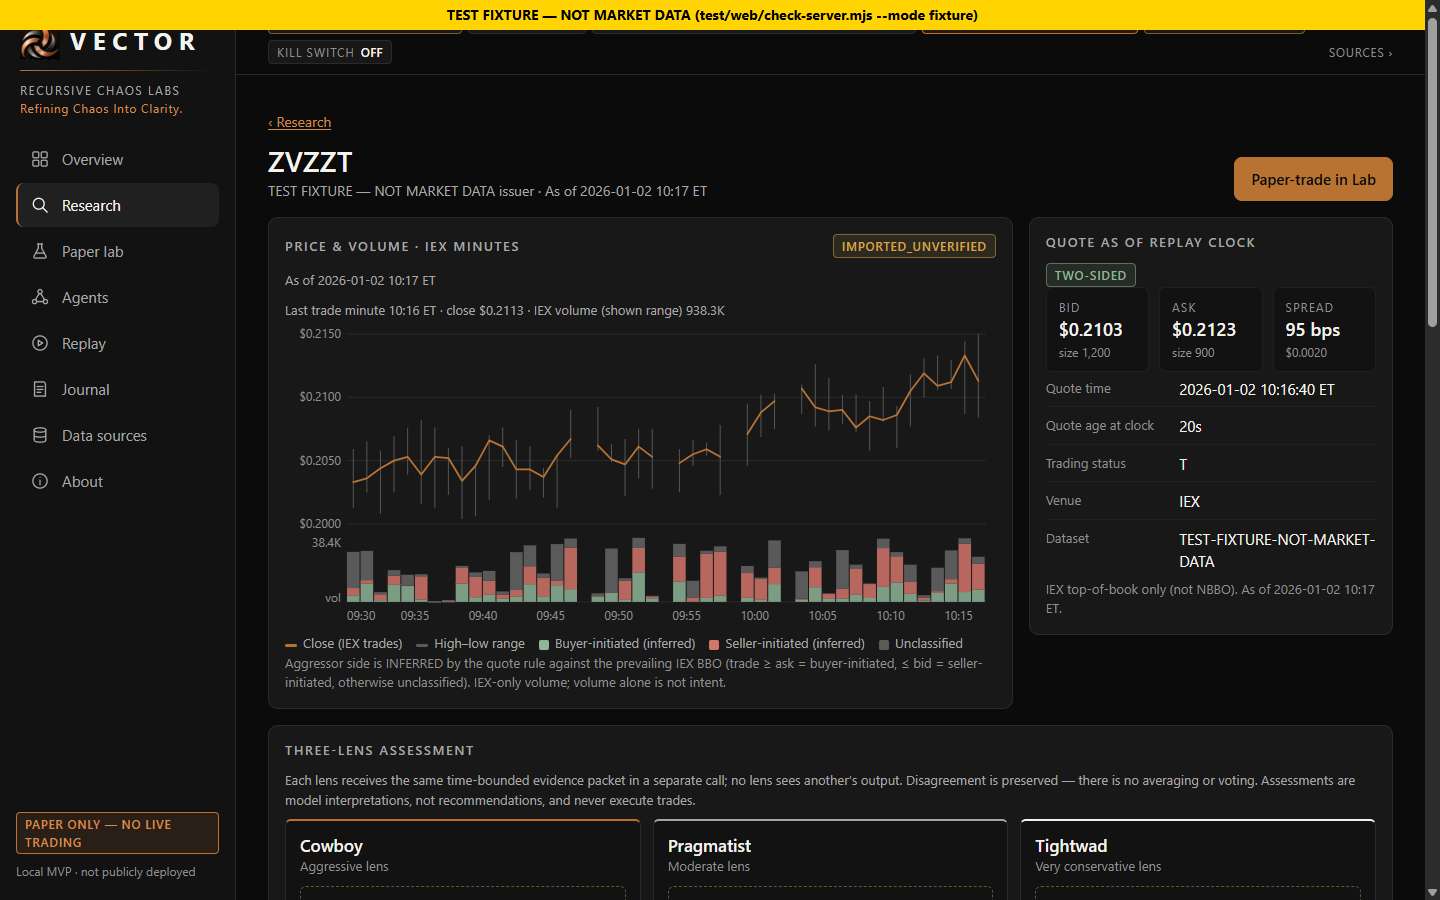 TEST FIXTURE — NOT MARKET DATA (test/web/check-server.mjs --mode fixture)
VECTOR
RECURSIVE CHAOS LABS
Refining Chaos Into Clarity.
Overview
Research
Paper lab
Agents
Replay
Journal
Data sources
About
PAPER ONLY — NO LIVE
TRADING
Local MVP · not publicly deployed
KILL SWITCH OFF
SOURCES ›
‹ Research
ZVZZT
TEST FIXTURE — NOT MARKET DATA issuer · As of 2026-01-02 10:17 ET
Paper-trade in Lab
PRICE & VOLUME · IEX MINUTES
IMPORTED_UNVERIFIED
As of 2026-01-02 10:17 ET
Last trade minute 10:16 ET · close $0.2113 · IEX volume (shown range) 938.3K
$0.2150
$0.2100
$0.2050
$0.2000
38.4K
vol
09:30 09:35 09:40 09:45 09:50 09:55 10:00 10:05 10:10 10:15
Close (IEX trades) High–low range Buyer-initiated (inferred) Seller-initiated (inferred) Unclassified
Aggressor side is INFERRED by the quote rule against the prevailing IEX BBO (trade ≥ ask = buyer-initiated, ≤ bid = seller-
initiated, otherwise unclassified). IEX-only volume; volume alone is not intent.
QUOTE AS OF REPLAY CLOCK
TWO-SIDED
BID
$0.2103
size 1,200
ASK
$0.2123
size 900
SPREAD
95 bps
$0.0020
Quote time 2026-01-02 10:16:40 ET
Quote age at clock 20s
Trading status T
Venue IEX
Dataset TEST-FIXTURE-NOT-MARKET-
DATA
IEX top-of-book only (not NBBO). As of 2026-01-02 10:17
ET.
THREE-LENS ASSESSMENT
Each lens receives the same time-bounded evidence packet in a separate call; no lens sees another's output. Disagreement is preserved — there is no averaging or voting. Assessments are
model interpretations, not recommendations, and never execute trades.
Cowboy
Aggressive lens
Pragmatist
Moderate lens
Tightwad
Very conservative lens